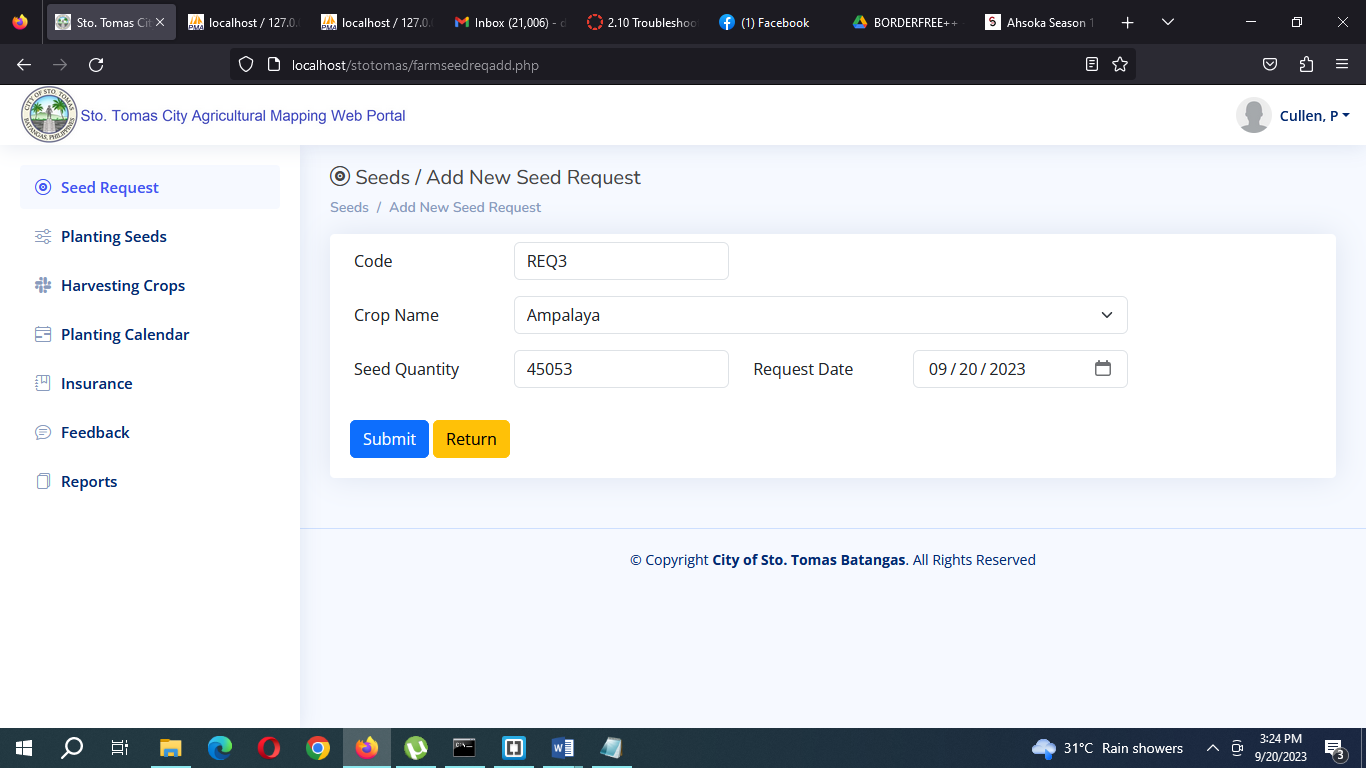 Sto. Tomas Cit
localhost / 127.0.
localhost / 127.0.
Inbox (21,006) - d
2.10 Troubleshoo
(1) Facebook
BORDERFREE++
Ahsoka Season 1
localhost/stotomas/farmseedreqadd.php
Sto. Tomas City Agricultural Mapping Web Portal
Cullen, P
Seed Request
Planting Seeds
Harvesting Crops
Planting Calendar
Insurance
Feedback
Reports
Seeds / Add New Seed Request
Seeds / Add New Seed Request
Code
REQ3
Crop Name
Ampalaya
Seed Quantity
45053
Request Date
09 / 20 / 2023
Submit
Return
© Copyright City of Sto. Tomas Batangas. All Rights Reserved
31°C Rain showers
3:24 PM
9/20/2023
3